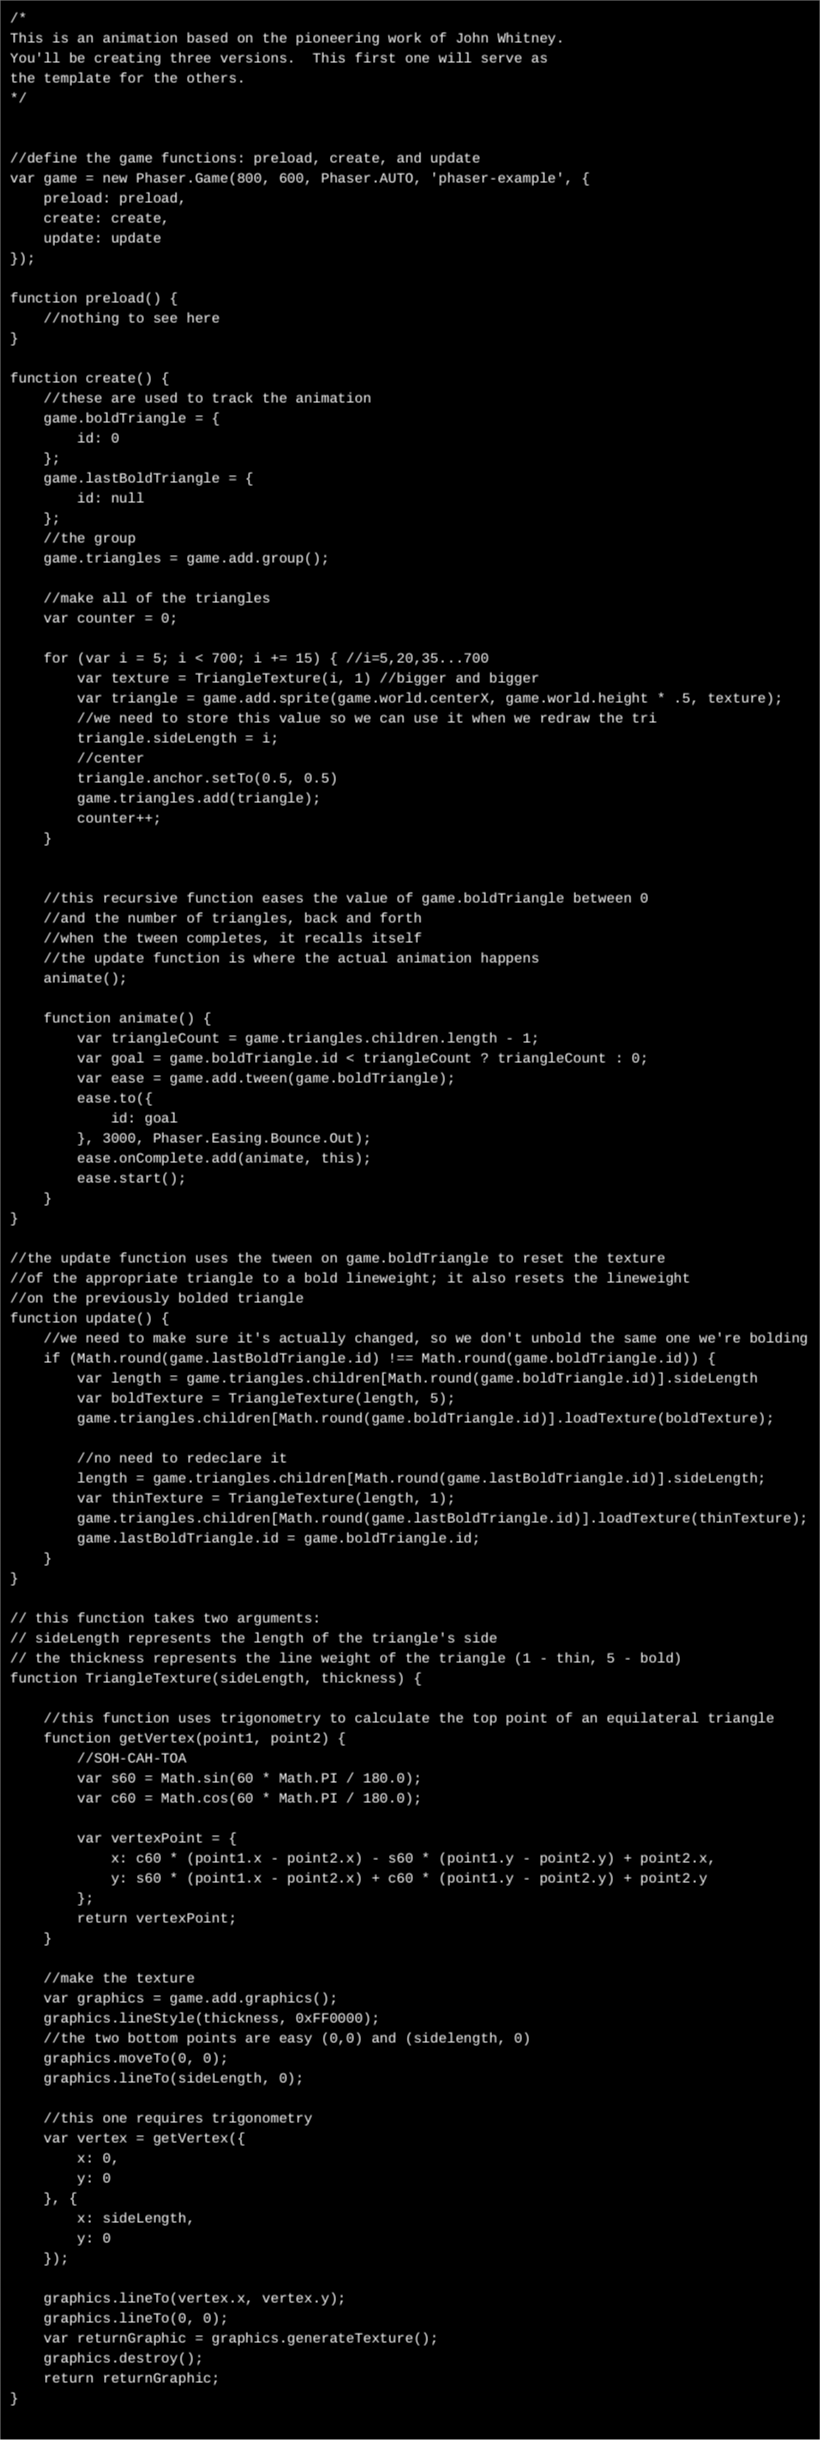 /*
This is an animation based on the pioneering work of John Whitney.
You'll be creating three versions.  This first one will serve as
the template for the others.
*/


//define the game functions: preload, create, and update
var game = new Phaser.Game(800, 600, Phaser.AUTO, 'phaser-example', {
    preload: preload,
    create: create,
    update: update
});

function preload() {
    //nothing to see here
}

function create() {
    //these are used to track the animation
    game.boldTriangle = {
        id: 0
    };
    game.lastBoldTriangle = {
        id: null
    };
    //the group
    game.triangles = game.add.group();

    //make all of the triangles
    var counter = 0;

    for (var i = 5; i < 700; i += 15) { //i=5,20,35...700
        var texture = TriangleTexture(i, 1) //bigger and bigger
        var triangle = game.add.sprite(game.world.centerX, game.world.height * .5, texture);
        //we need to store this value so we can use it when we redraw the tri
        triangle.sideLength = i;
        //center
        triangle.anchor.setTo(0.5, 0.5)
        game.triangles.add(triangle);
        counter++;
    }


    //this recursive function eases the value of game.boldTriangle between 0
    //and the number of triangles, back and forth
    //when the tween completes, it recalls itself
    //the update function is where the actual animation happens
    animate();

    function animate() {
        var triangleCount = game.triangles.children.length - 1;
        var goal = game.boldTriangle.id < triangleCount ? triangleCount : 0;
        var ease = game.add.tween(game.boldTriangle);
        ease.to({
            id: goal
        }, 3000, Phaser.Easing.Bounce.Out);
        ease.onComplete.add(animate, this);
        ease.start();
    }
}

//the update function uses the tween on game.boldTriangle to reset the texture
//of the appropriate triangle to a bold lineweight; it also resets the lineweight
//on the previously bolded triangle
function update() {
    //we need to make sure it's actually changed, so we don't unbold the same one we're bolding
    if (Math.round(game.lastBoldTriangle.id) !== Math.round(game.boldTriangle.id)) {
        var length = game.triangles.children[Math.round(game.boldTriangle.id)].sideLength
        var boldTexture = TriangleTexture(length, 5);
        game.triangles.children[Math.round(game.boldTriangle.id)].loadTexture(boldTexture);

        //no need to redeclare it
        length = game.triangles.children[Math.round(game.lastBoldTriangle.id)].sideLength;
        var thinTexture = TriangleTexture(length, 1);
        game.triangles.children[Math.round(game.lastBoldTriangle.id)].loadTexture(thinTexture);
        game.lastBoldTriangle.id = game.boldTriangle.id;
    }
}

// this function takes two arguments:
// sideLength represents the length of the triangle's side
// the thickness represents the line weight of the triangle (1 - thin, 5 - bold)
function TriangleTexture(sideLength, thickness) {

    //this function uses trigonometry to calculate the top point of an equilateral triangle
    function getVertex(point1, point2) {
        //SOH-CAH-TOA
        var s60 = Math.sin(60 * Math.PI / 180.0);
        var c60 = Math.cos(60 * Math.PI / 180.0);

        var vertexPoint = {
            x: c60 * (point1.x - point2.x) - s60 * (point1.y - point2.y) + point2.x,
            y: s60 * (point1.x - point2.x) + c60 * (point1.y - point2.y) + point2.y
        };
        return vertexPoint;
    }

    //make the texture
    var graphics = game.add.graphics();
    graphics.lineStyle(thickness, 0xFF0000);
    //the two bottom points are easy (0,0) and (sidelength, 0)
    graphics.moveTo(0, 0);
    graphics.lineTo(sideLength, 0);

    //this one requires trigonometry
    var vertex = getVertex({
        x: 0,
        y: 0
    }, {
        x: sideLength,
        y: 0
    });

    graphics.lineTo(vertex.x, vertex.y);
    graphics.lineTo(0, 0);
    var returnGraphic = graphics.generateTexture();
    graphics.destroy();
    return returnGraphic;
}